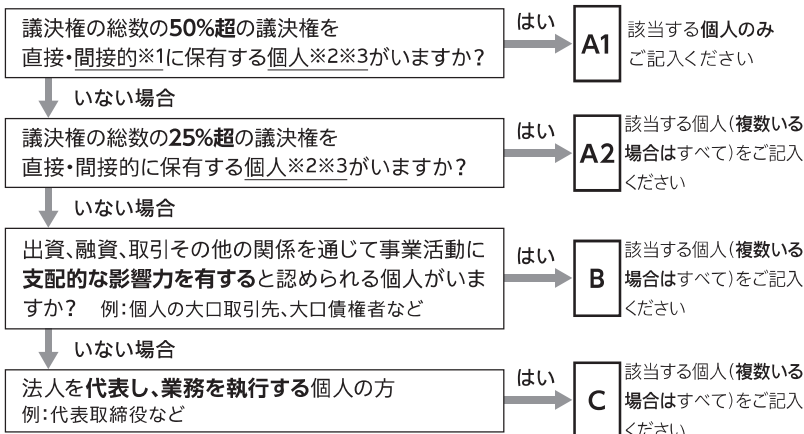 議決権の総数の50%超の議決権を
直接・間接的※1に保有する個人※2※3がいますか?
はい
A1
該当する個人のみ
ご記入ください
いない場合
議決権の総数の25%超の議決権を
直接・間接的に保有する個人※2※3がいますか?
はい
A2
該当する個人(複数いる
場合はすべて)をご記入
ください
いない場合
出資、融資、取引その他の関係を通じて事業活動に
支配的な影響力を有すると認められる個人がいま
すか? 例:個人の大口取引先、大口債権者など
はい
B
該当する個人(複数いる
場合はすべて)をご記入
ください
いない場合
法人を代表し、業務を執行する個人の方
例:代表取締役など
はい
C
該当する個人(複数いる
場合はすべて)をご記入
ください